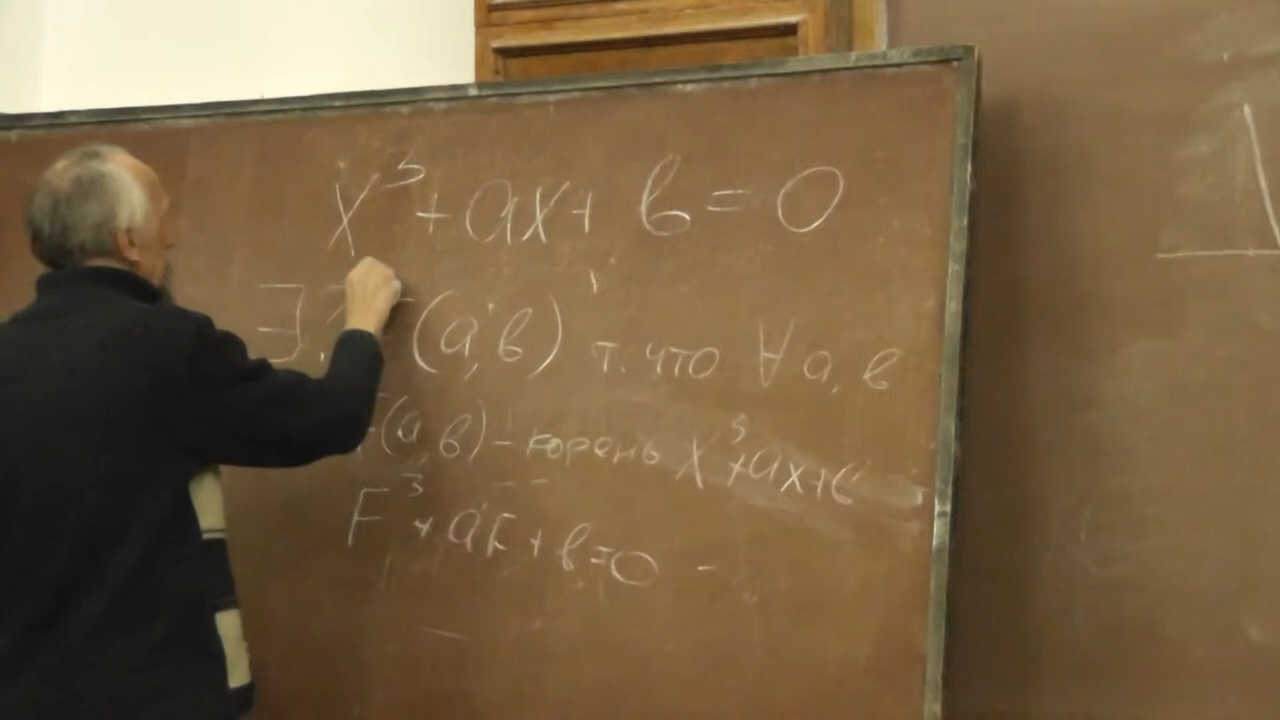 x³ + ax + в = 0
∃ F(a, в) т. что ∀ a, в
F(a, в) – корень x³+ax+в
F³ + aF + в = 0